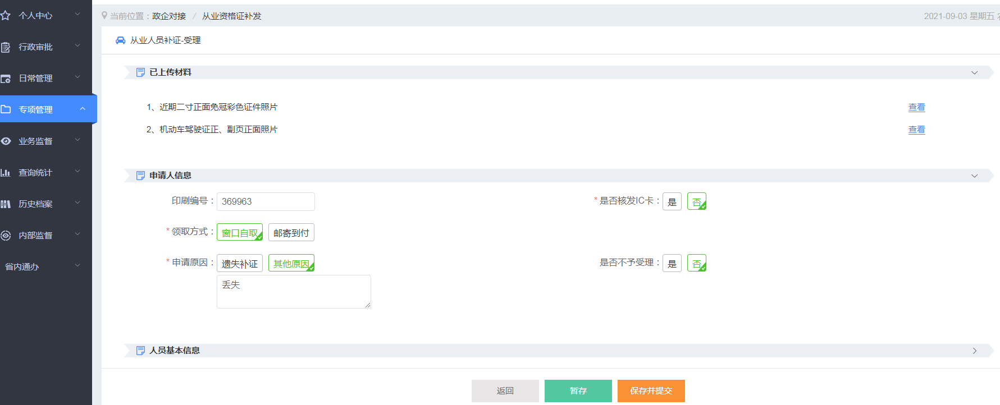 个人中心
行政审批
日常管理
专项管理
业务监督
查询统计
历史档案
内部监督
省内通办
当前位置：政企对接 / 从业资格证补发
2021-09-03 星期五
从业人员补证-受理
已上传材料
1、近期二寸正面免冠彩色证件照片 查看
2、机动车驾驶证正、副页正面照片 查看
申请人信息
印刷编号：369963 *是否核发IC卡：是 否
*领取方式：窗口自取 邮寄到付
*申请原因：遗失补证 其他原因 是否不予受理：是 否
丢失
人员基本信息
返回 暂存 保存并提交